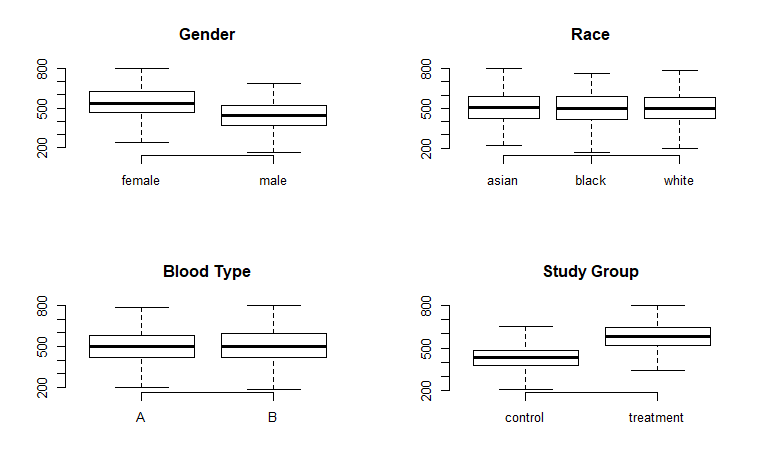 Gender
800
500
200
female male
Race
800
500
200
asian black white
Blood Type
800
500
200
A B
Study Group
800
500
200
control treatment